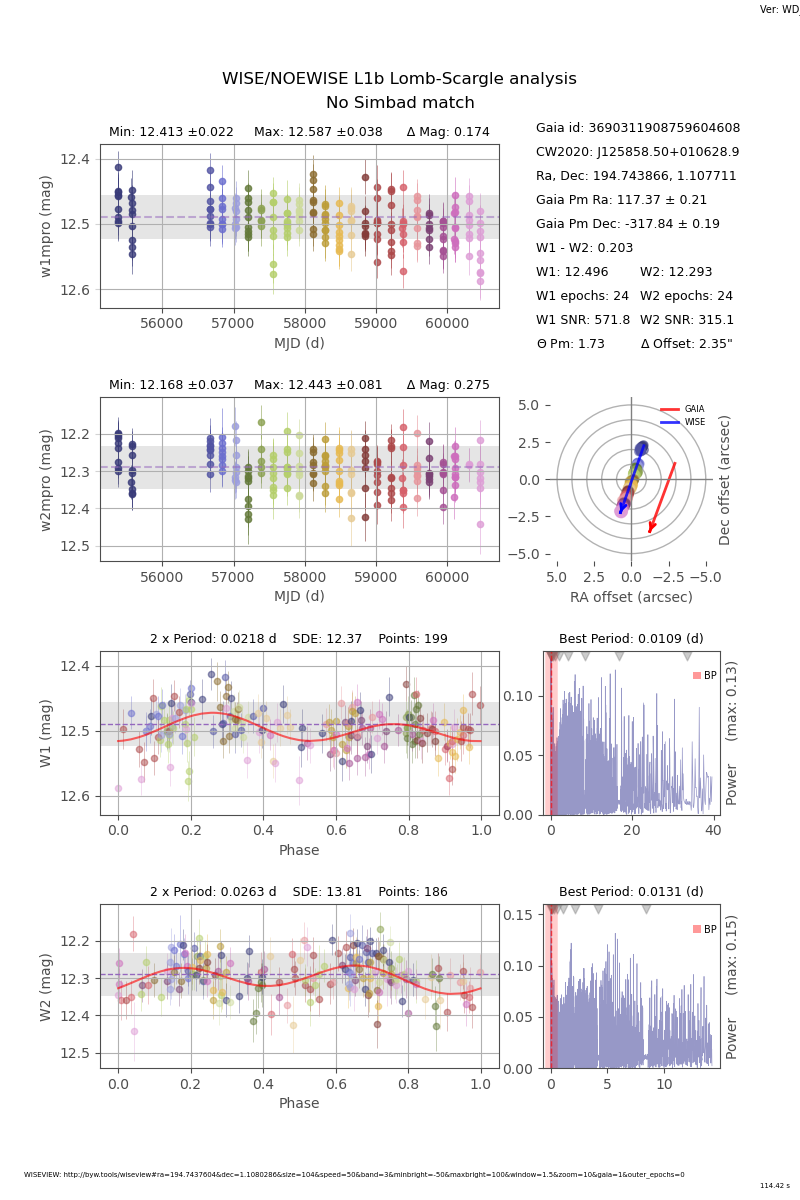 Ver: WD
WISE/NOEWISE L1b Lomb-Scargle analysis
No Simbad match
Min: 12.413 ±0.022 Max: 12.587 ±0.038 Δ Mag: 0.174
12.4
12.5
12.6
w1mpro (mag)
56000 57000 58000 59000 60000
MJD (d)
Gaia id: 3690311908759604608
CW2020: J125858.50+010628.9
Ra, Dec: 194.743866, 1.107711
Gaia Pm Ra: 117.37 ± 0.21
Gaia Pm Dec: -317.84 ± 0.19
W1 - W2: 0.203
W1: 12.496 W2: 12.293
W1 epochs: 24 W2 epochs: 24
W1 SNR: 571.8 W2 SNR: 315.1
Θ Pm: 1.73 Δ Offset: 2.35"
Min: 12.168 ±0.037 Max: 12.443 ±0.081 Δ Mag: 0.275
12.2
12.3
12.4
12.5
w2mpro (mag)
56000 57000 58000 59000 60000
MJD (d)
5.0
2.5
0.0
−2.5
−5.0
GAIA
WISE
Dec offset (arcsec)
5.0 2.5 0.0 −2.5 −5.0
RA offset (arcsec)
2 x Period: 0.0218 d SDE: 12.37 Points: 199
12.4
12.5
12.6
W1 (mag)
0.0 0.2 0.4 0.6 0.8 1.0
Phase
Best Period: 0.0109 (d)
BP
0.10
0.05
0.00
Power (max: 0.13)
0 20 40
2 x Period: 0.0263 d SDE: 13.81 Points: 186
12.2
12.3
12.4
12.5
W2 (mag)
0.0 0.2 0.4 0.6 0.8 1.0
Phase
Best Period: 0.0131 (d)
BP
0.15
0.10
0.05
0.00
Power (max: 0.15)
0 5 10
WISEVIEW: http://byw.tools/wiseview#ra=194.7437604&dec=1.1080286&size=104&speed=50&band=3&minbright=-50&maxbright=100&window=1.5&zoom=10&gaia=1&outer_epochs=0
114.42 s